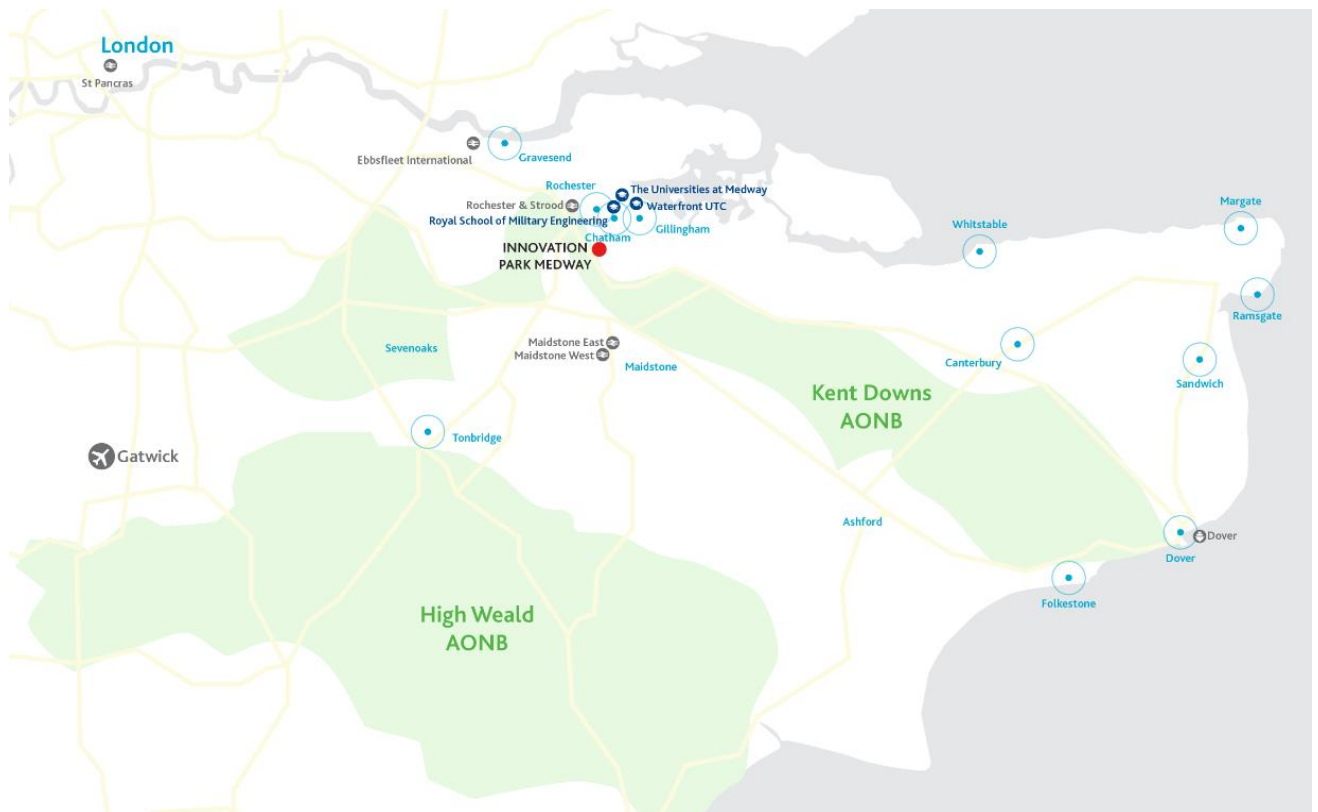 London
St Pancras
Ebbsfleet International
Gravesend
Rochester
The Universities at Medway
Rochester & Strood
Waterfront UTC
Royal School of Military Engineering
Gillingham
Chatham
INNOVATION
PARK MEDWAY
Whitstable
Margate
Ramsgate
Maidstone East
Maidstone West
Sevenoaks
Maidstone
Canterbury
Sandwich
Kent Downs
AONB
Tonbridge
Gatwick
Ashford
Dover
Dover
Folkestone
High Weald
AONB